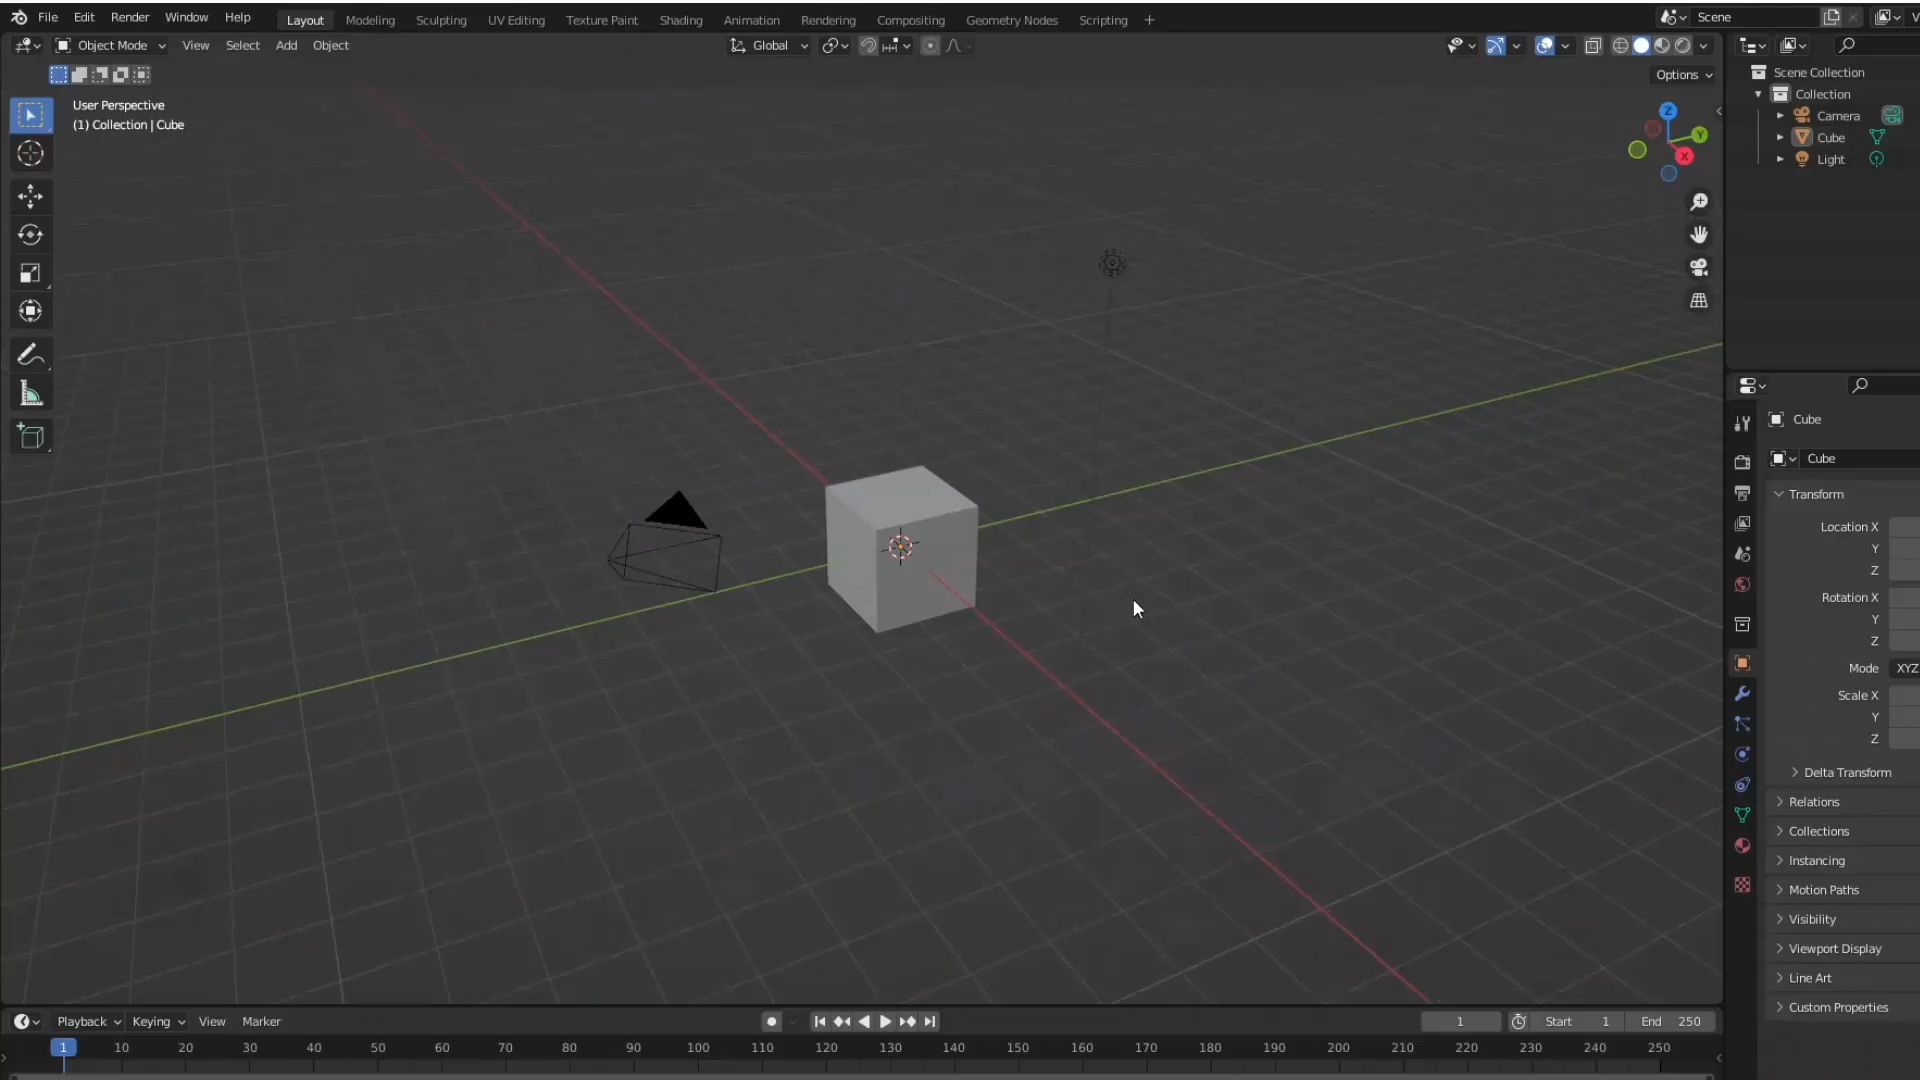 File Edit Render Window Help Layout Modeling Sculpting UV Editing Texture Paint Shading Animation Rendering Compositing Geometry Nodes Scripting + Scene
Object Mode View Select Add Object Global
Options
User Perspective
(1) Collection | Cube
Z
Y
X
Scene Collection
Collection
Camera
Cube
Light
Cube
Cube
Transform
Location X
Y
Z
Rotation X
Y
Z
Mode XYZ
Scale X
Y
Z
Delta Transform
Relations
Collections
Instancing
Motion Paths
Visibility
Viewport Display
Line Art
Custom Properties
Playback Keying View Marker 1 Start 1 End 250
1 10 20 30 40 50 60 70 80 90 100 110 120 130 140 150 160 170 180 190 200 210 220 230 240 250